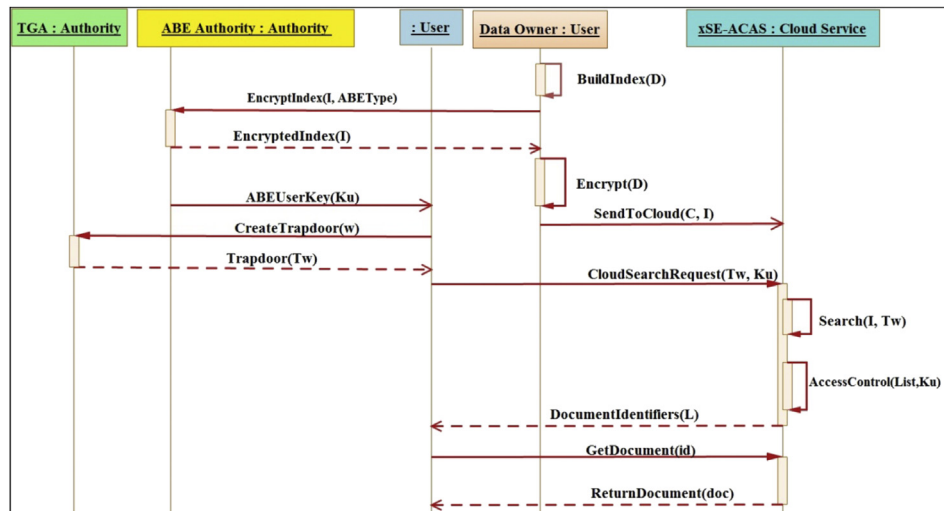 TGA : Authority
ABE Authority : Authority
: User
Data Owner : User
xSE-ACAS : Cloud Service
BuildIndex(D)
EncryptIndex(I, ABEType)
EncryptedIndex(I)
Encrypt(D)
ABEUserKey(Ku)
SendToCloud(C, I)
CreateTrapdoor(w)
Trapdoor(Tw)
CloudSearchRequest(Tw, Ku)
Search(I, Tw)
AccessControl(List,Ku)
DocumentIdentifiers(L)
GetDocument(id)
ReturnDocument(doc)